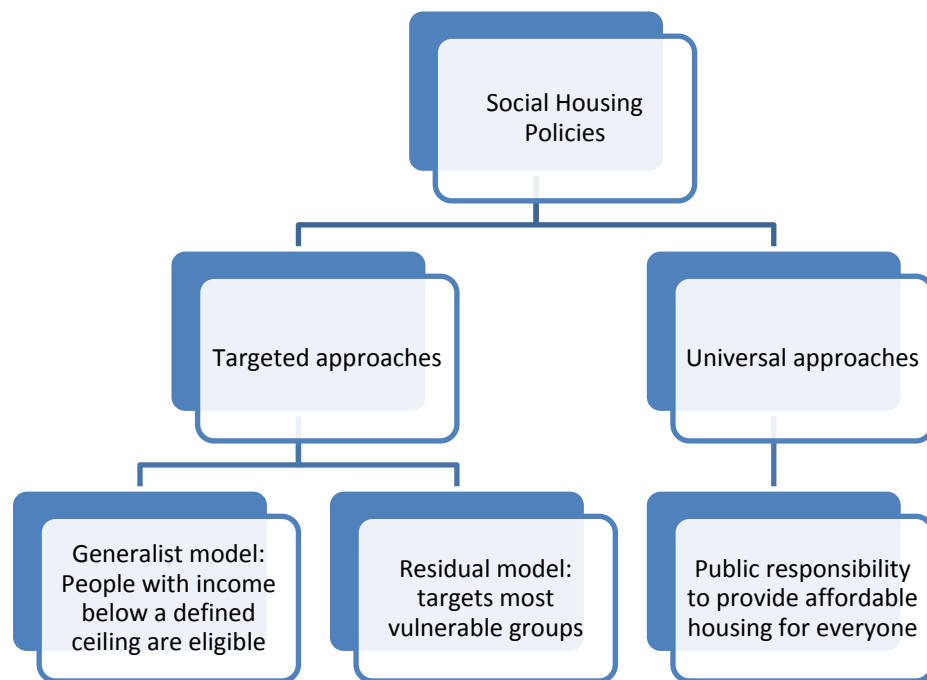 Social Housing
Policies
Targeted approaches
Universal approaches
Generalist model:
People with income
below a defined
ceiling are eligible
Residual model:
targets most
vulnerable groups
Public responsibility
to provide affordable
housing for everyone